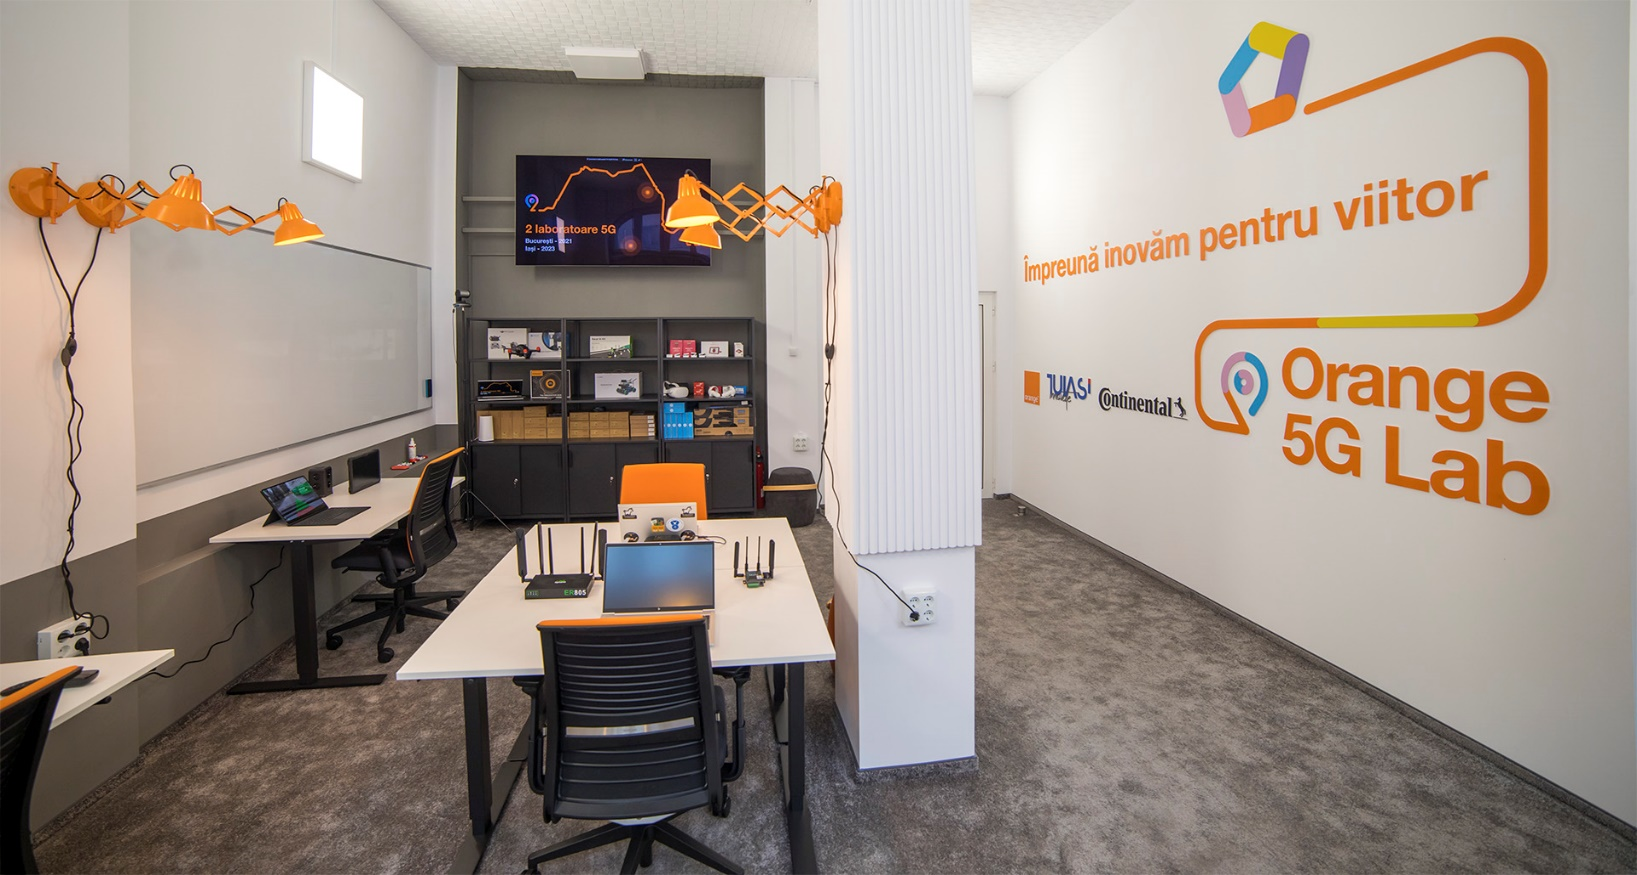 2 laboratoare 5G
București - 2021
Iași - 2023
împreună inovăm pentru viitor
orange
TUIASI
Continental
Orange
5G Lab
ER805